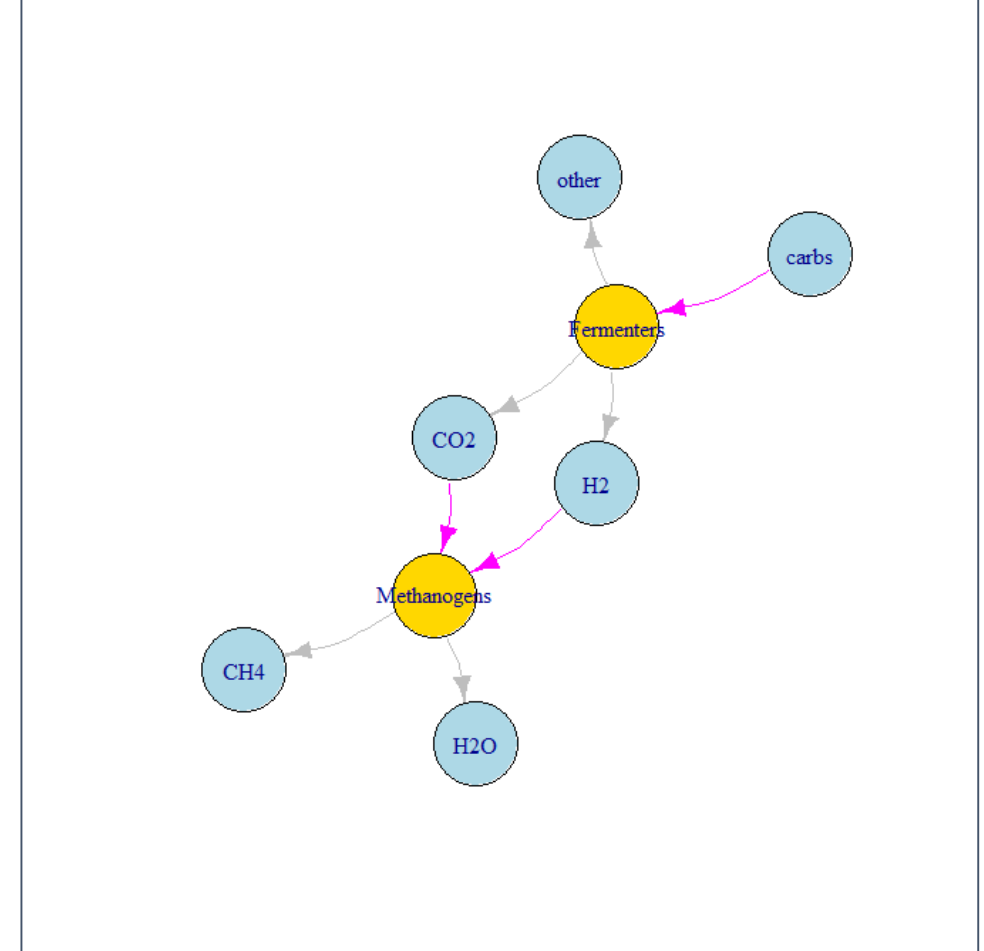 other
carbs
Fermenters
CO2
H2
Methanogens
CH4
H2O